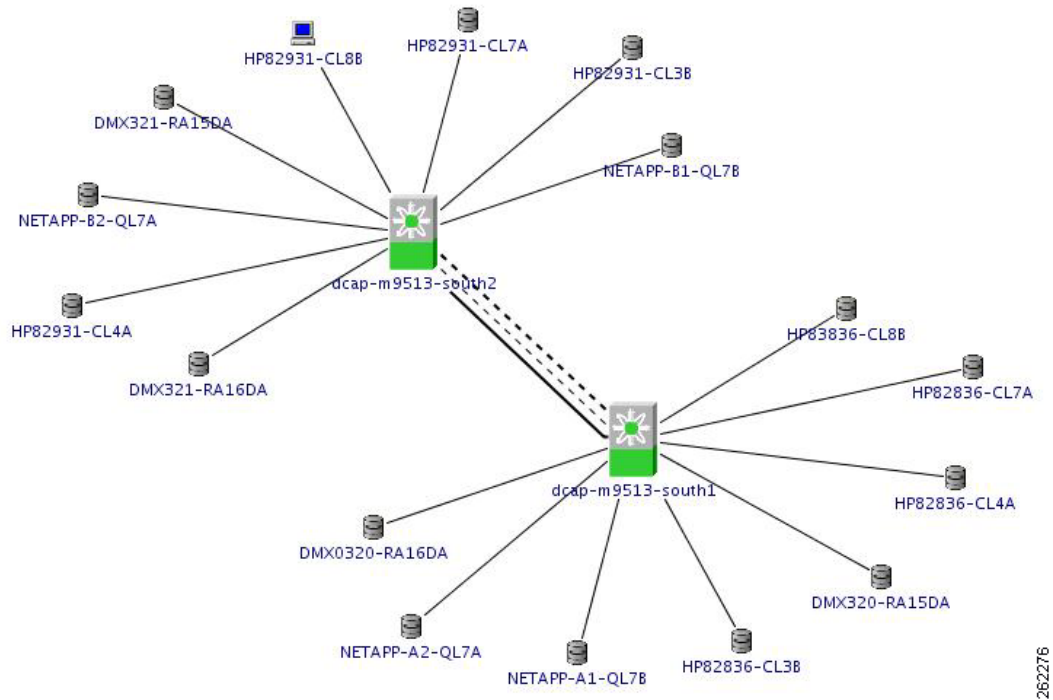 HP82931-CL8B
HP82931-CL7A
HP82931-CL3B
DMX321-RA15DA
NETAPP-B1-QL7B
NETAPP-B2-QL7A
dcap-m9513-south2
HP82931-CL4A
DMX321-RA16DA
HP83836-CL8B
HP82836-CL7A
dcap-m9513-south1
HP82836-CL4A
DMX0320-RA16DA
DMX320-RA15DA
NETAPP-A2-QL7A
NETAPP-A1-QL7B
HP82836-CL3B
262276